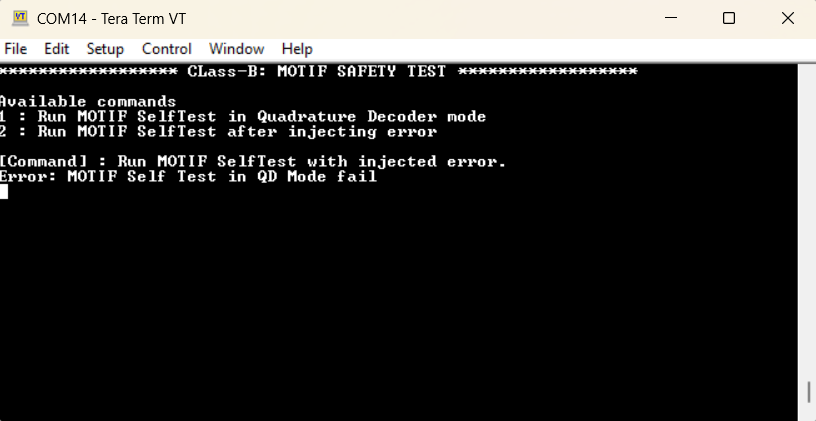 COM14 - Tera Term VT
File Edit Setup Control Window Help
****************** CLass-B: MOTIF SAFETY TEST ******************
Available commands
1 : Run MOTIF SelfTest in Quadrature Decoder mode
2 : Run MOTIF SelfTest after injecting error
[Command] : Run MOTIF SelfTest with injected error.
Error: MOTIF Self Test in QD Mode fail